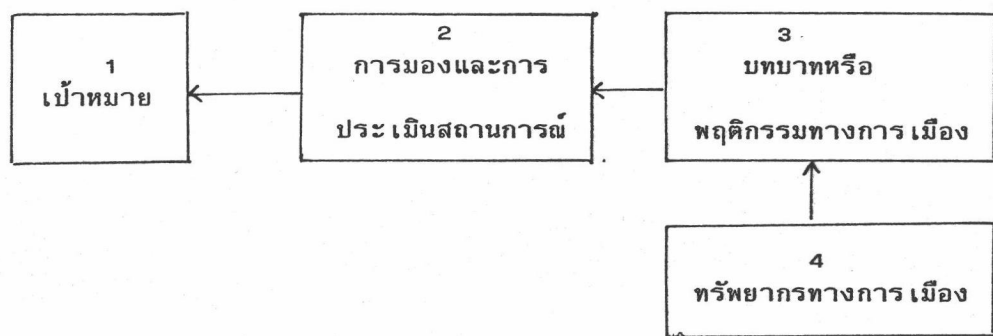 1
เป้าหมาย
2
การมองและการ
ประเมินสถานการณ์
3
บทบาทหรือ
พฤติกรรมทางการเมือง
4
ทรัพยากรทางการเมือง